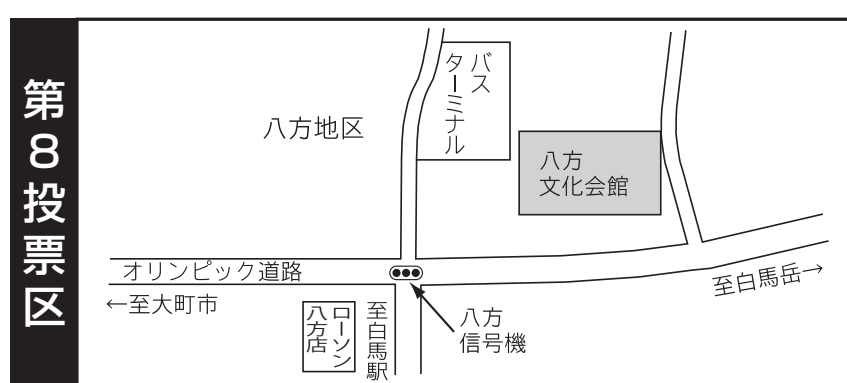 第8投票区
八方地区
バス
ターミナル
八方
文化会館
オリンピック道路
←至大町市
至白馬岳→
ローソン
八方店
至白馬駅
八方
信号機